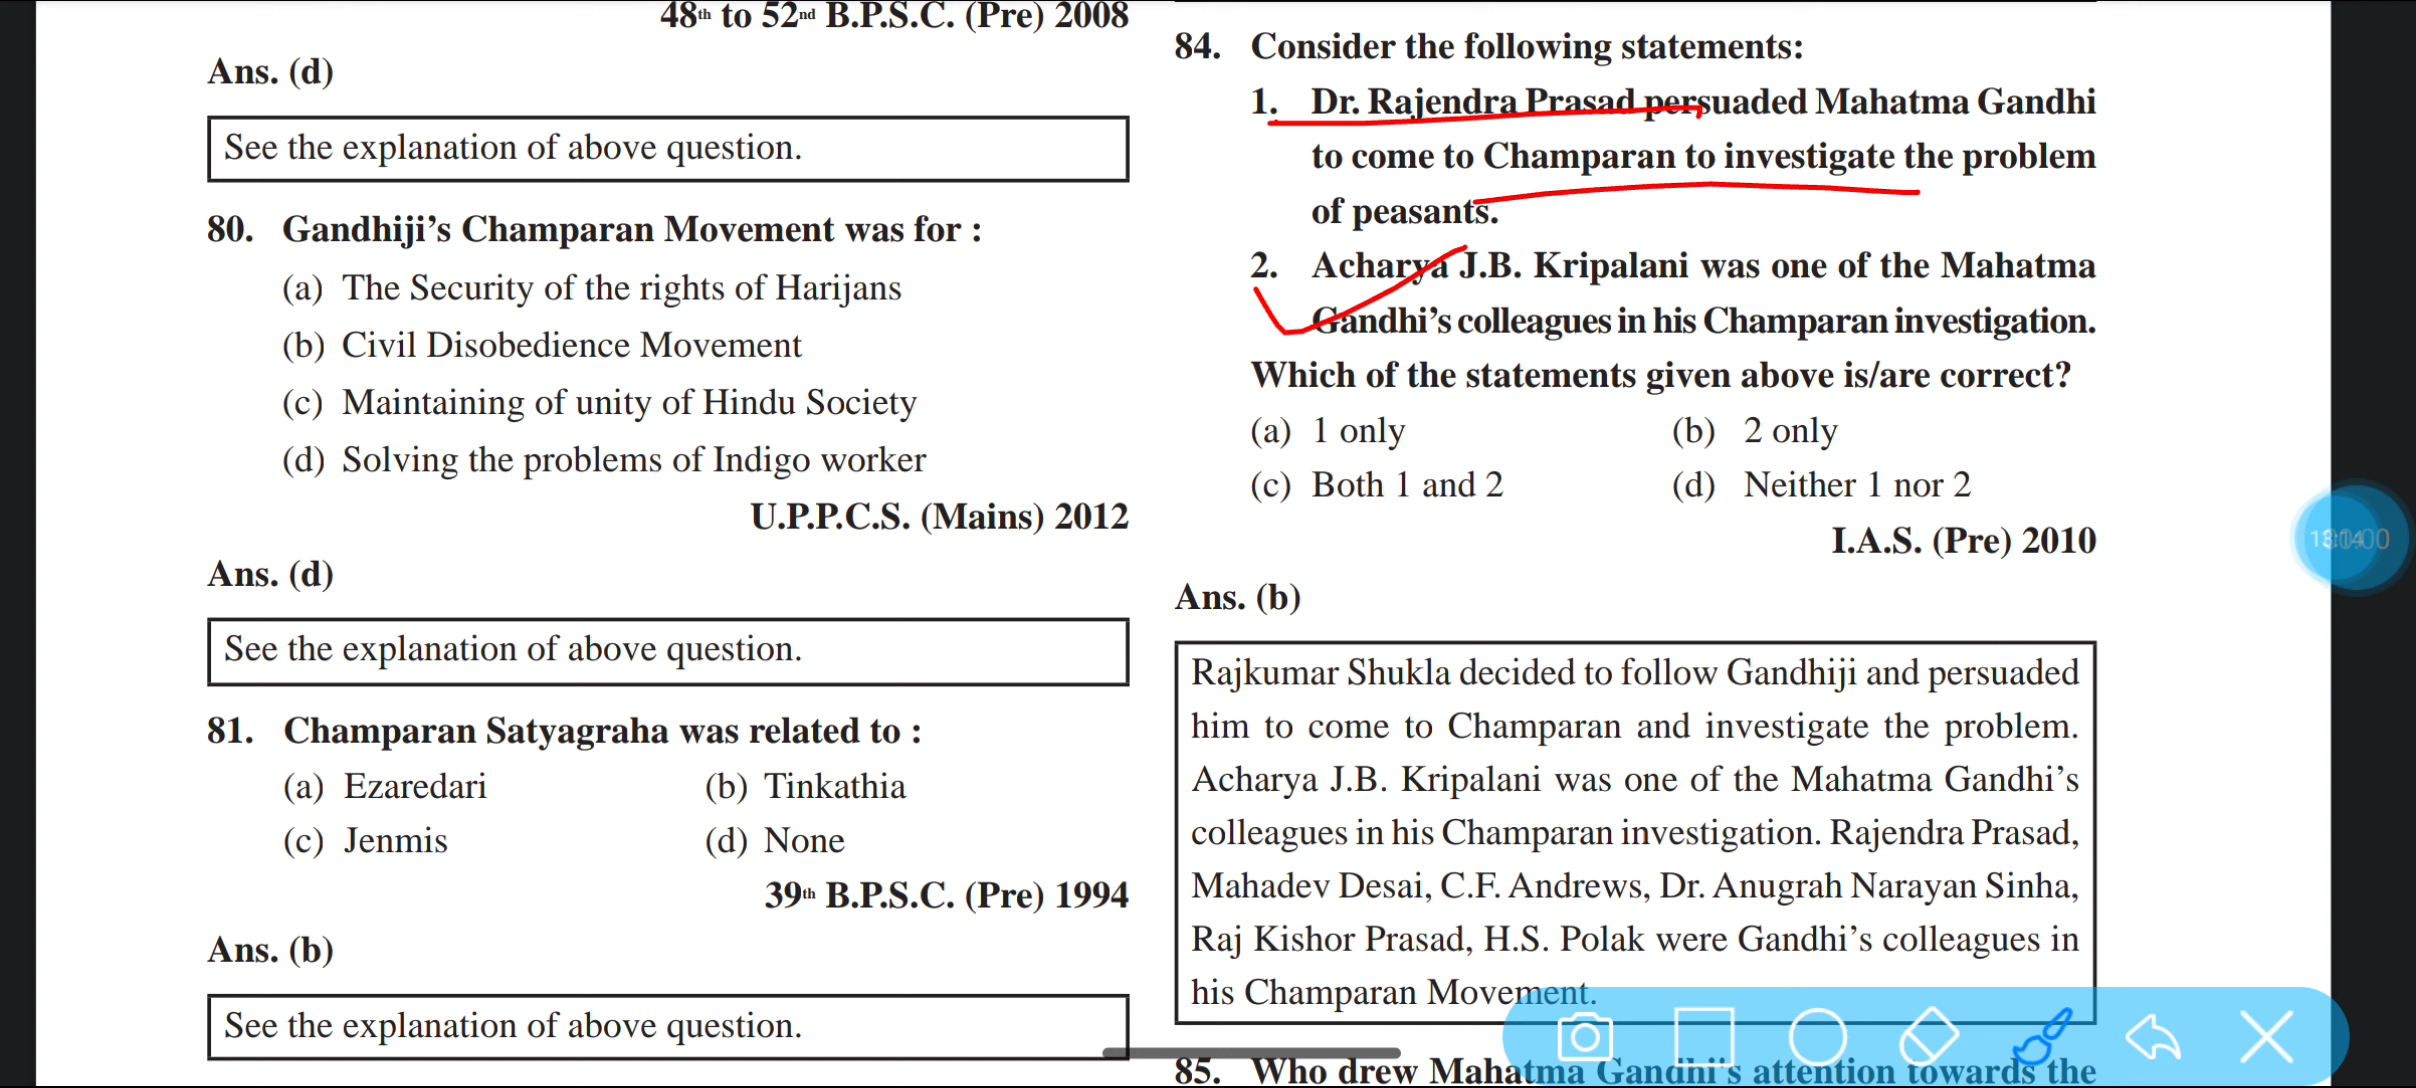 48th to 52nd B.P.S.C. (Pre) 2008
Ans. (d)
See the explanation of above question.
80. Gandhiji’s Champaran Movement was for :
(a) The Security of the rights of Harijans
(b) Civil Disobedience Movement
(c) Maintaining of unity of Hindu Society
(d) Solving the problems of Indigo worker
U.P.P.C.S. (Mains) 2012
Ans. (d)
See the explanation of above question.
81. Champaran Satyagraha was related to :
(a) Ezaredari (b) Tinkathia
(c) Jenmis (d) None
39th B.P.S.C. (Pre) 1994
Ans. (b)
See the explanation of above question.
84. Consider the following statements:
1. Dr. Rajendra Prasad persuaded Mahatma Gandhi
to come to Champaran to investigate the problem
of peasants.
2. Acharya J.B. Kripalani was one of the Mahatma
Gandhi’s colleagues in his Champaran investigation.
Which of the statements given above is/are correct?
(a) 1 only (b) 2 only
(c) Both 1 and 2 (d) Neither 1 nor 2
I.A.S. (Pre) 2010
Ans. (b)
Rajkumar Shukla decided to follow Gandhiji and persuaded
him to come to Champaran and investigate the problem.
Acharya J.B. Kripalani was one of the Mahatma Gandhi’s
colleagues in his Champaran investigation. Rajendra Prasad,
Mahadev Desai, C.F. Andrews, Dr. Anugrah Narayan Sinha,
Raj Kishor Prasad, H.S. Polak were Gandhi’s colleagues in
his Champaran Movement.
85. Who drew Mahatma Gandhi's attention towards the